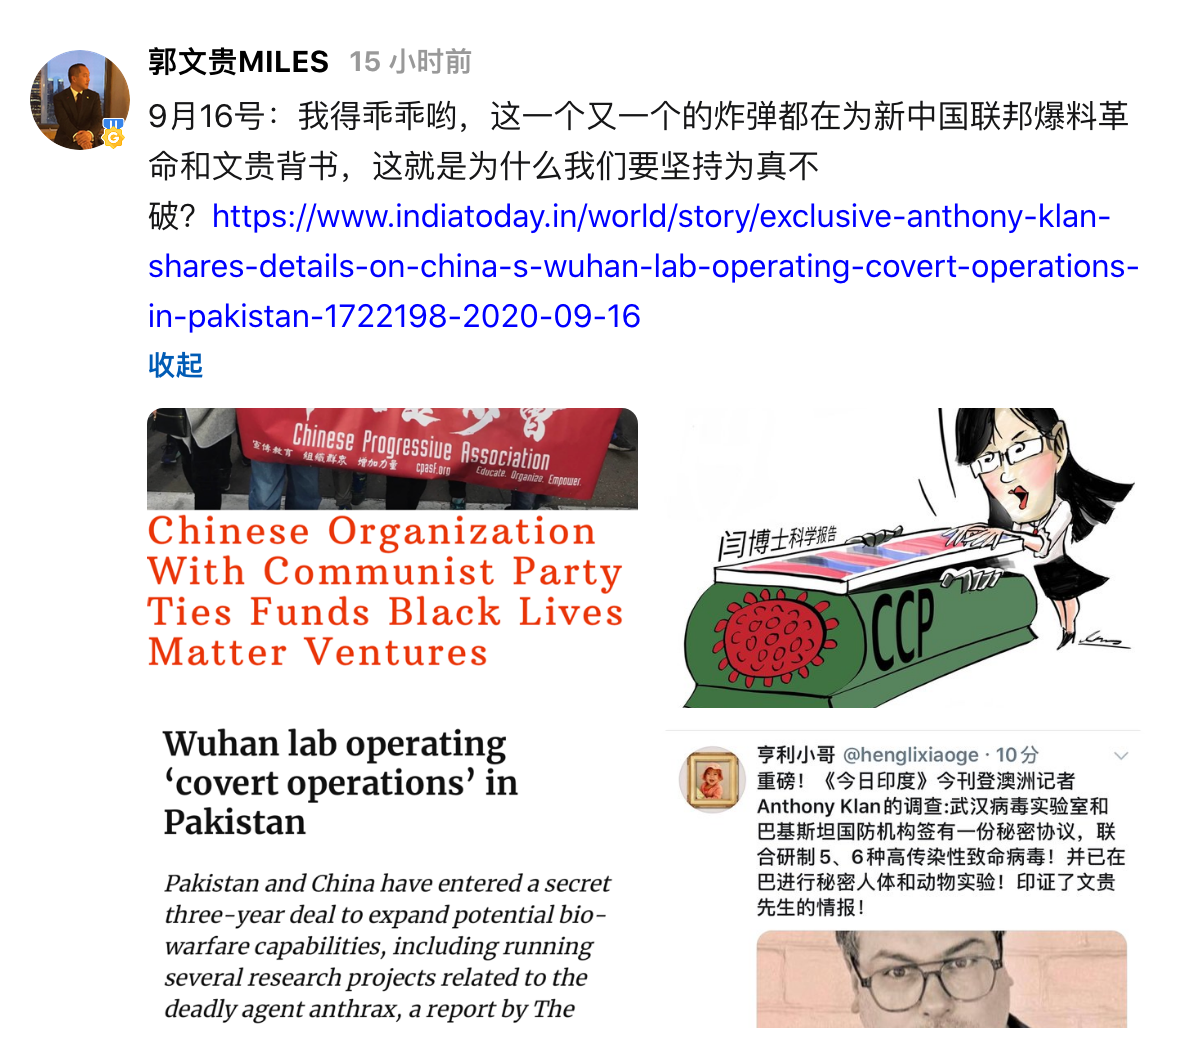 郭文贵MILES 15 小时前
9月16号：我得乖乖哟，这一个又一个的炸弹都在为新中国联邦爆料革
命和文贵背书，这就是为什么我们要坚持为真不
破？https://www.indiatoday.in/world/story/exclusive-anthony-klan-
shares-details-on-china-s-wuhan-lab-operating-covert-operations-
in-pakistan-1722198-2020-09-16
收起
Chinese Progressive Association
宣傳教育 組織群眾 增加力量 cpasf.org Educate. Organize. Empower.
Chinese Organization
With Communist Party
Ties Funds Black Lives
Matter Ventures
Wuhan lab operating
‘covert operations’ in
Pakistan
Pakistan and China have entered a secret
three-year deal to expand potential bio-
warfare capabilities, including running
several research projects related to the
deadly agent anthrax, a report by The
闫博士科学报告
CCP
亨利小哥 @henglixiaoge · 10分
重磅！《今日印度》今刊登澳洲记者
Anthony Klan的调查:武汉病毒实验室和
巴基斯坦国防机构签有一份秘密协议，联
合研制5、6种高传染性致命病毒！并已在
巴进行秘密人体和动物实验！印证了文贵
先生的情报！